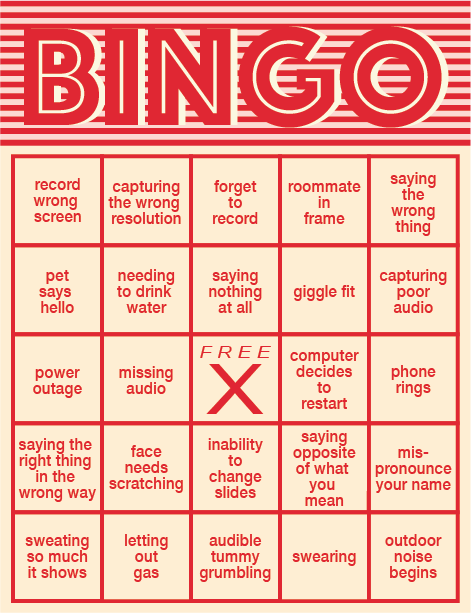 BINGO
record
wrong
screen
capturing
the wrong
resolution
forget
to
record
roommate
in
frame
saying
the
wrong
thing
pet
says
hello
needing
to drink
water
saying
nothing
at all
giggle fit
capturing
poor
audio
power
outage
missing
audio
FREE
X
computer
decides
to
restart
phone
rings
saying the
right thing
in the
wrong way
face
needs
scratching
inability
to
change
slides
saying
opposite
of what
you
mean
mis-
pronounce
your name
sweating
so much
it shows
letting
out
gas
audible
tummy
grumbling
swearing
outdoor
noise
begins